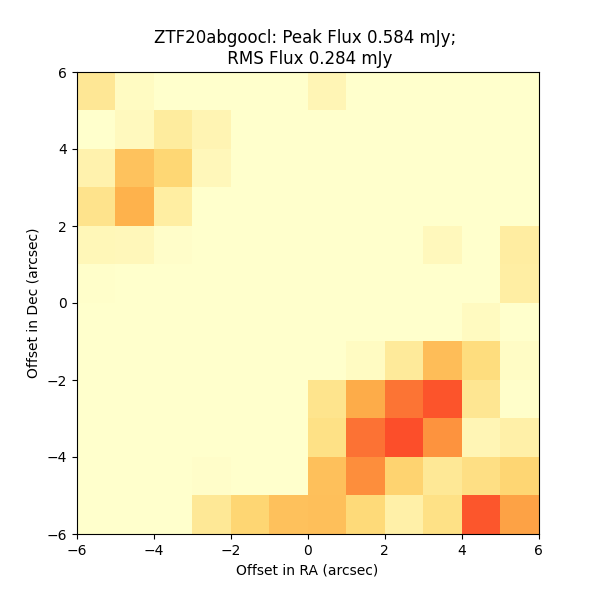 ZTF20abgoocl: Peak Flux 0.584 mJy;
RMS Flux 0.284 mJy
6
4
2
0
−2
−4
−6
Offset in Dec (arcsec)
−6 −4 −2 0 2 4 6
Offset in RA (arcsec)